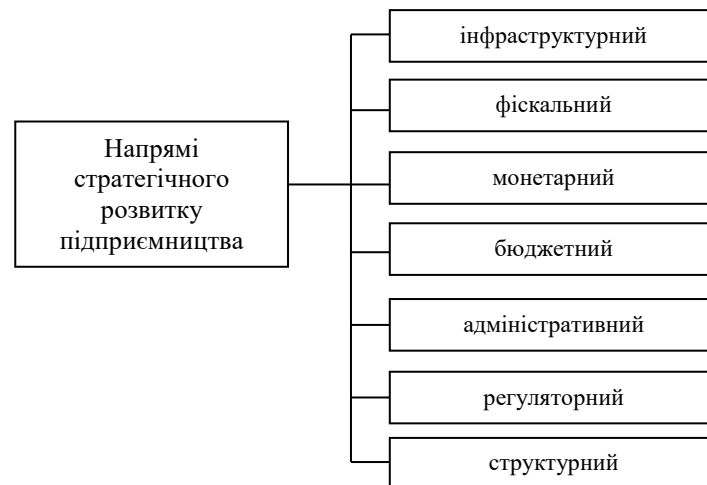 Напрямі
стратегічного
розвитку
підприємництва
інфраструктурний
фіскальний
монетарний
бюджетний
адміністративний
регуляторний
структурний